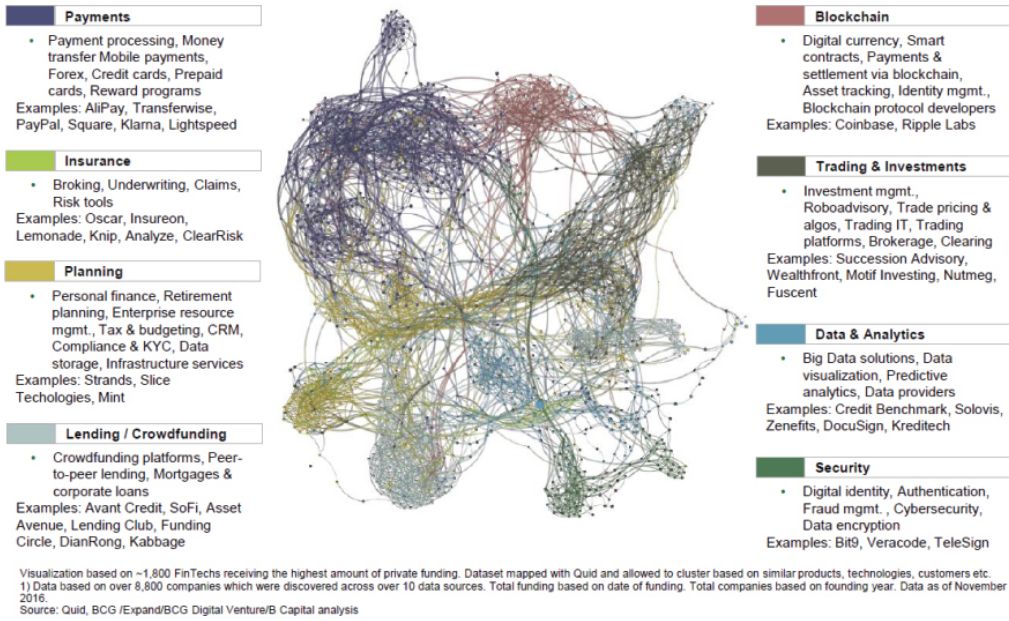 Payments
• Payment processing, Money
transfer Mobile payments,
Forex, Credit cards, Prepaid
cards, Reward programs
Examples: AliPay, Transferwise,
PayPal, Square, Klarna, Lightspeed
Insurance
• Broking, Underwriting, Claims,
Risk tools
Examples: Oscar, Insureon,
Lemonade, Knip, Analyze, ClearRisk
Planning
• Personal finance, Retirement
planning, Enterprise resource
mgmt., Tax & budgeting, CRM,
Compliance & KYC, Data
storage, Infrastructure services
Examples: Strands, Slice
Techologies, Mint
Lending / Crowdfunding
• Crowdfunding platforms, Peer-
to-peer lending, Mortgages &
corporate loans
Examples: Avant Credit, SoFi, Asset
Avenue, Lending Club, Funding
Circle, DianRong, Kabbage
Blockchain
• Digital currency, Smart
contracts, Payments &
settlement via blockchain,
Asset tracking, Identity mgmt.,
Blockchain protocol developers
Examples: Coinbase, Ripple Labs
Trading & Investments
• Investment mgmt.,
Roboadvisory, Trade pricing &
algos, Trading IT, Trading
platforms, Brokerage, Clearing
Examples: Succession Advisory,
Wealthfront, Motif Investing, Nutmeg,
Fuscent
Data & Analytics
• Big Data solutions, Data
visualization, Predictive
analytics, Data providers
Examples: Credit Benchmark, Solovis,
Zenefits, DocuSign, Kreditech
Security
• Digital identity, Authentication,
Fraud mgmt. , Cybersecurity,
Data encryption
Examples: Bit9, Veracode, TeleSign
Visualization based on ~1,800 FinTechs receiving the highest amount of private funding. Dataset mapped with Quid and allowed to cluster based on similar products, technologies, customers etc.
1) Data based on over 8,800 companies which were discovered across over 10 data sources. Total funding based on date of funding. Total companies based on founding year. Data as of November
2016.
Source: Quid, BCG /Expand/BCG Digital Venture/B Capital analysis